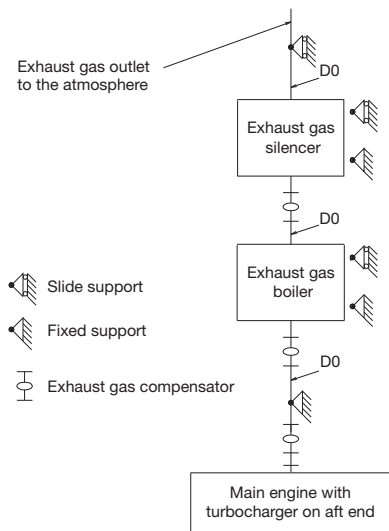 Exhaust gas outlet
to the atmosphere
D0
Exhaust gas
silencer
D0
Exhaust gas
boiler
Slide support
Fixed support
Exhaust gas compensator
D0
Main engine with
turbocharger on aft end